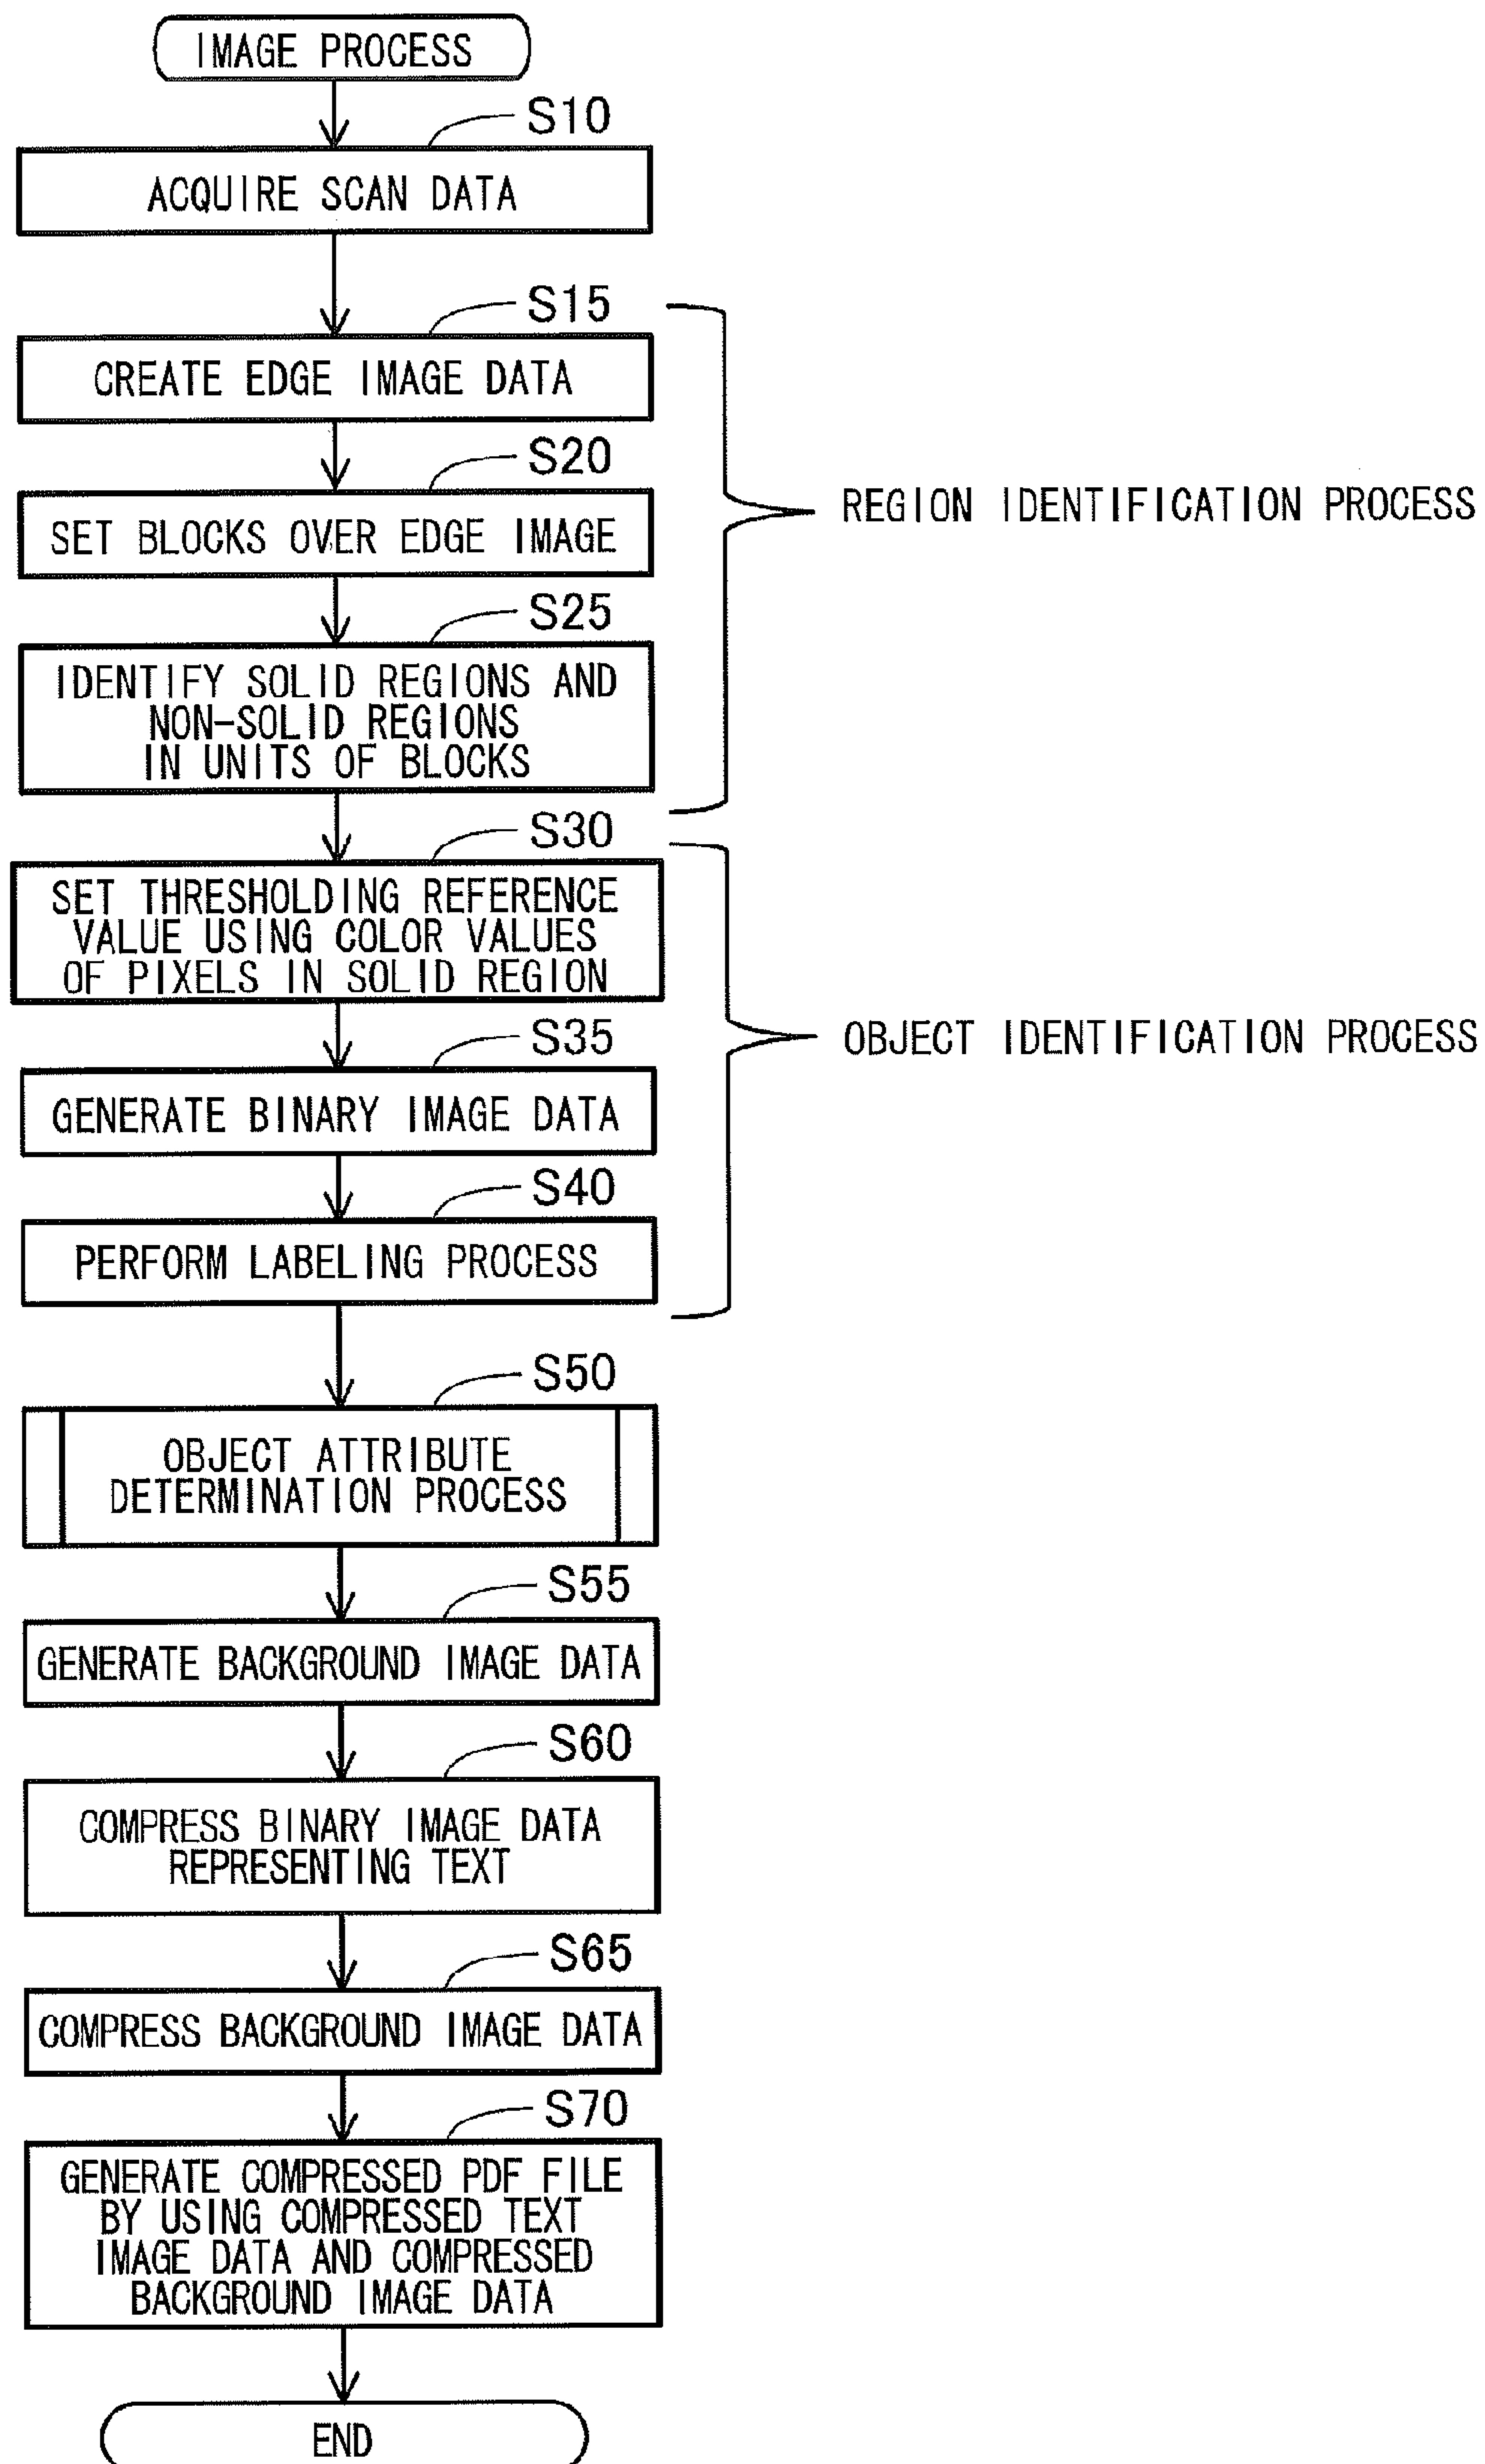 IMAGE PROCESS
S10
ACQUIRE SCAN DATA
S15
CREATE EDGE IMAGE DATA
S20
SET BLOCKS OVER EDGE IMAGE
REGION IDENTIFICATION PROCESS
S25
IDENTIFY SOLID REGIONS AND
NON-SOLID REGIONS
IN UNITS OF BLOCKS
S30
SET THRESHOLDING REFERENCE
VALUE USING COLOR VALUES
OF PIXELS IN SOLID REGION
S35
OBJECT IDENTIFICATION PROCESS
GENERATE BINARY IMAGE DATA
S40
PERFORM LABELING PROCESS
S50
OBJECT ATTRIBUTE
DETERMINATION PROCESS
S55
GENERATE BACKGROUND IMAGE DATA
S60
COMPRESS BINARY IMAGE DATA
REPRESENTING TEXT
S65
COMPRESS BACKGROUND IMAGE DATA
S70
GENERATE COMPRESSED PDF FILE
BY USING COMPRESSED TEXT
IMAGE DATA AND COMPRESSED
BACKGROUND IMAGE DATA
END